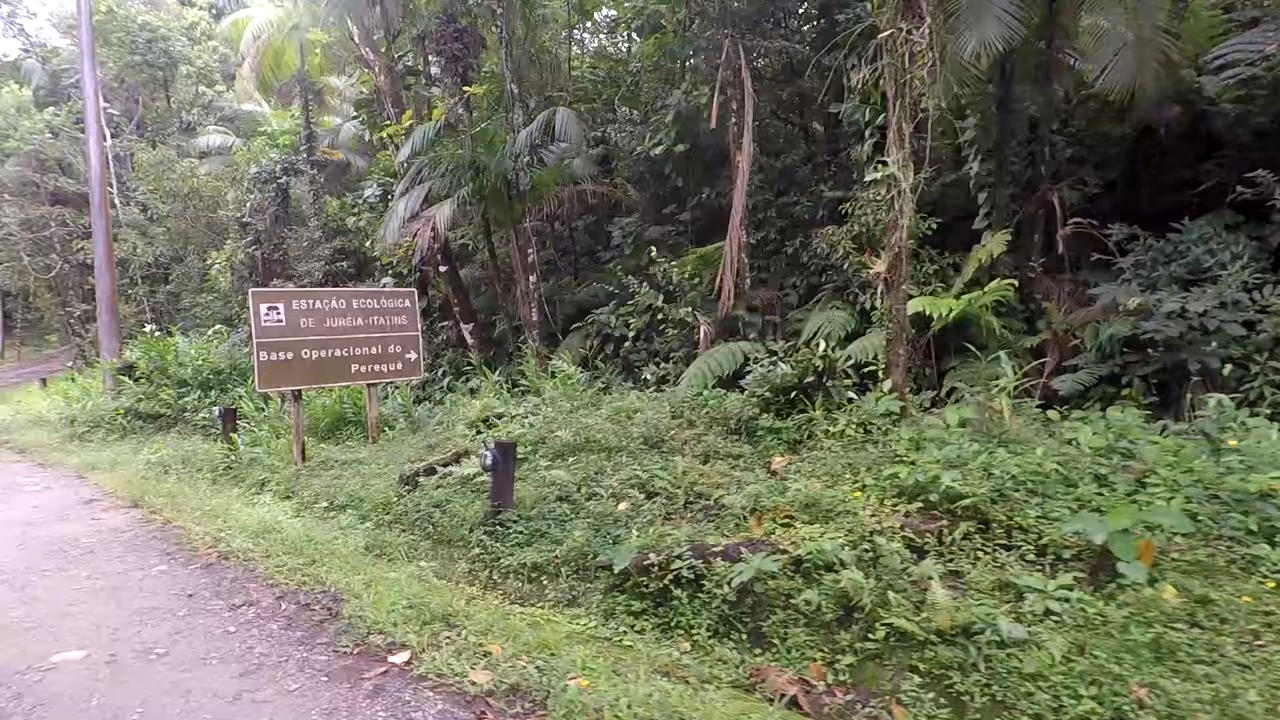 ESTAÇÃO ECOLÓGICA
DE JURÉIA-ITATINS
Base Operacional do
Perequê